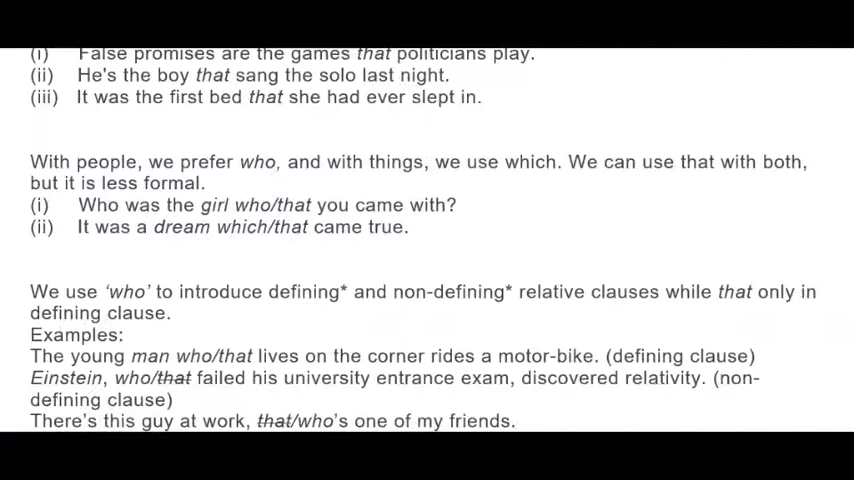 (i) False promises are the games that politicians play.
(ii) He's the boy that sang the solo last night.
(iii) It was the first bed that she had ever slept in.
With people, we prefer who, and with things, we use which. We can use that with both,
but it is less formal.
(i) Who was the girl who/that you came with?
(ii) It was a dream which/that came true.
We use ‘who’ to introduce defining* and non-defining* relative clauses while that only in
defining clause.
Examples:
The young man who/that lives on the corner rides a motor-bike. (defining clause)
Einstein, who/that failed his university entrance exam, discovered relativity. (non-
defining clause)
There’s this guy at work, that/who’s one of my friends.